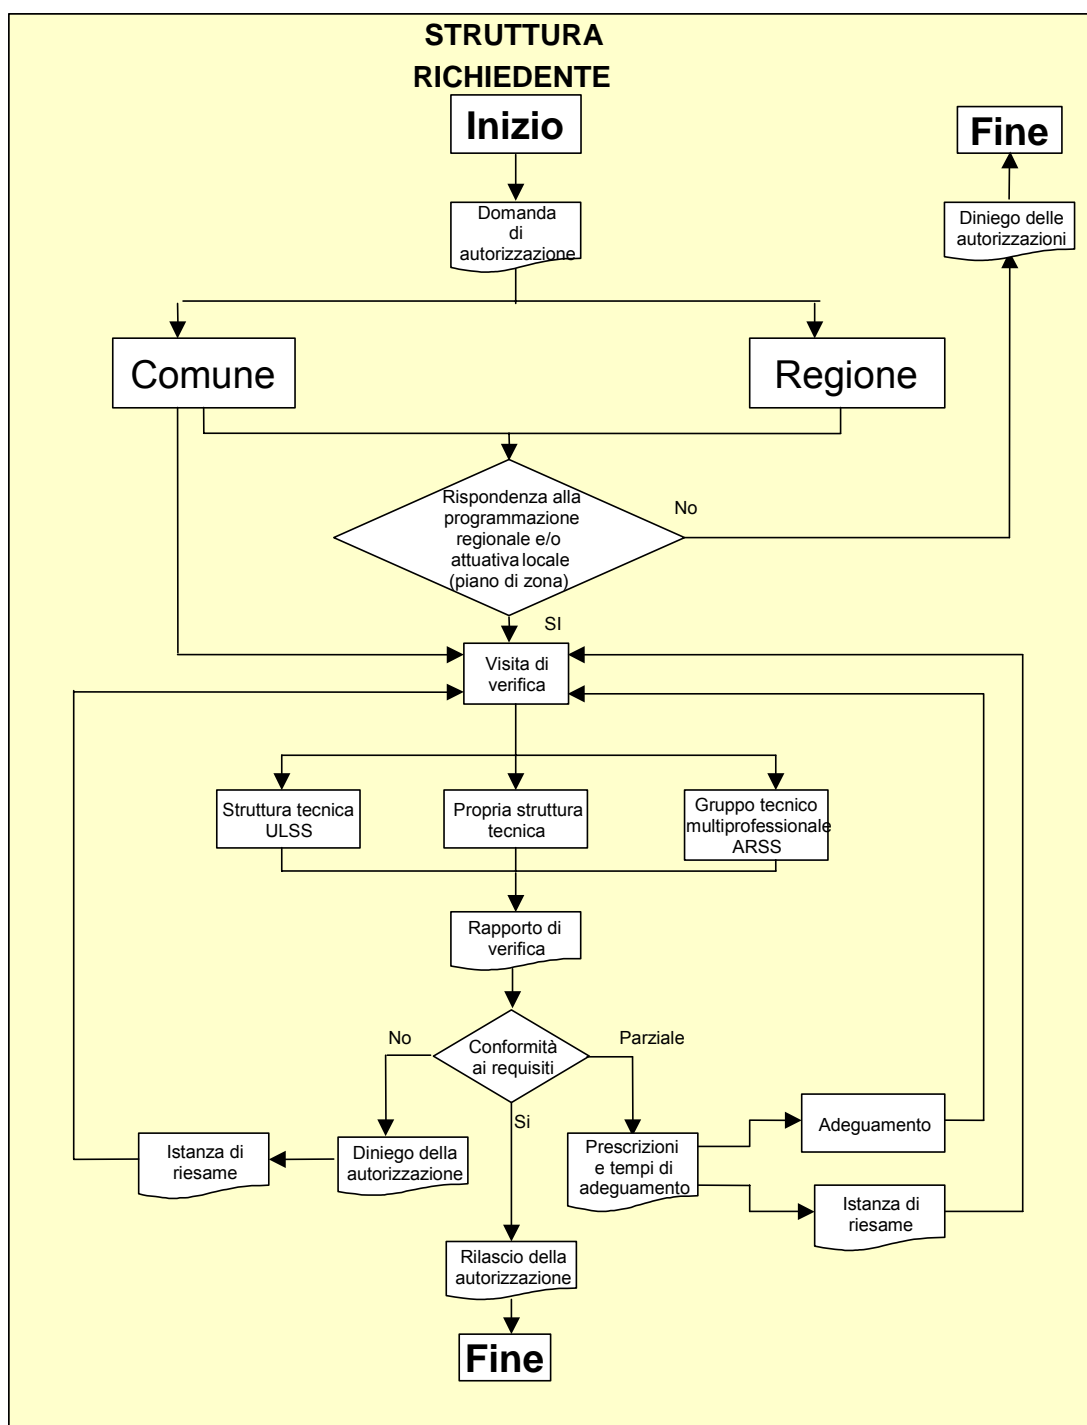 STRUTTURA
RICHIEDENTE
Inizio
Fine
Domanda
di
autorizzazione
Diniego delle
autorizzazioni
Comune
Regione
Rispondenza alla
programmazione
regionale e/o
attuativa locale
(piano di zona)
No
SI
Visita di
verifica
Struttura tecnica
ULSS
Propria struttura
tecnica
Gruppo tecnico
multiprofessionale
ARSS
Rapporto di
verifica
No
Conformità
ai requisiti
Parziale
Si
Istanza di
riesame
Diniego della
autorizzazione
Prescrizioni
e tempi di
adeguamento
Adeguamento
Istanza di
riesame
Rilascio della
autorizzazione
Fine